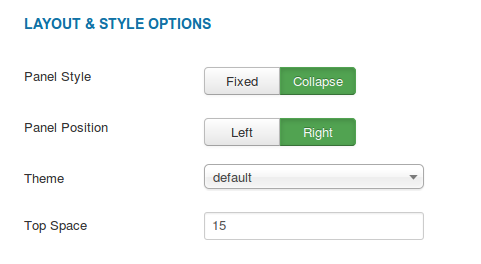 LAYOUT & STYLE OPTIONS
Panel Style Fixed Collapse
Panel Position Left Right
Theme default
Top Space 15